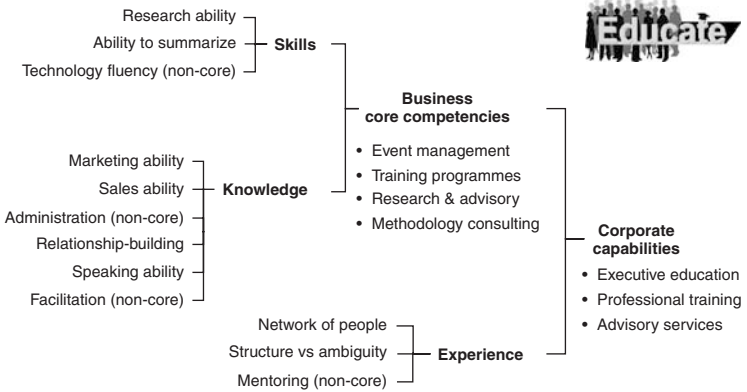 Educate
Research ability
Ability to summarize
Technology fluency (non-core)
Skills
Marketing ability
Sales ability
Administration (non-core)
Relationship-building
Speaking ability
Facilitation (non-core)
Knowledge
Business
core competencies
• Event management
• Training programmes
• Research & advisory
• Methodology consulting
Network of people
Structure vs ambiguity
Mentoring (non-core)
Experience
Corporate
capabilities
• Executive education
• Professional training
• Advisory services